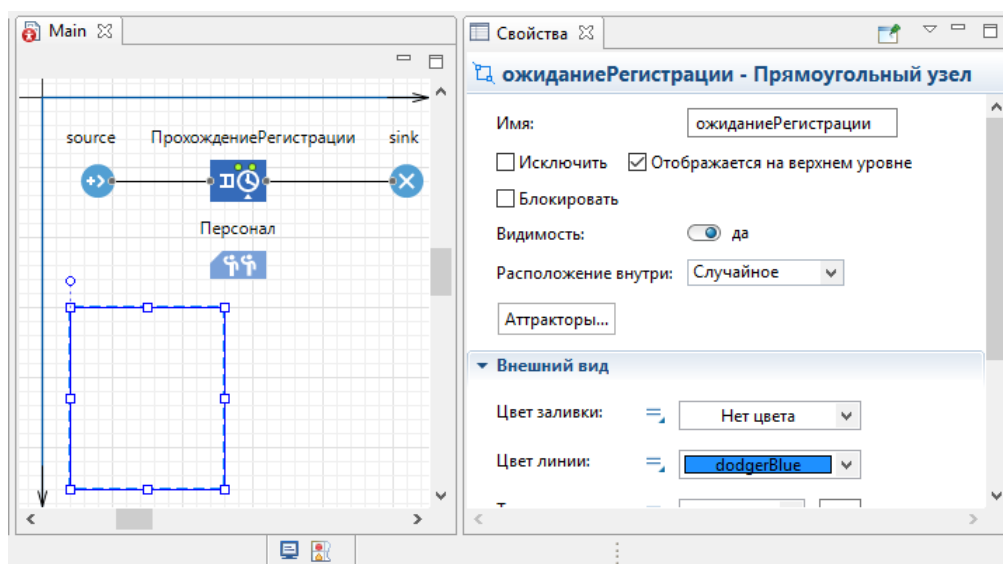 Main
source ПрохождениеРегистрации sink
Персонал
Свойства
ожиданиеРегистрации - Прямоугольный узел
Имя: ожиданиеРегистрации
Исключить Отображается на верхнем уровне
Блокировать
Видимость: да
Расположение внутри: Случайное
Аттракторы...
Внешний вид
Цвет заливки: Нет цвета
Цвет линии: dodgerBlue